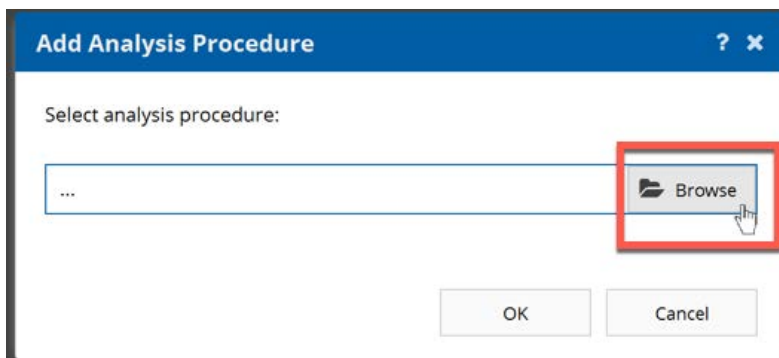 Add Analysis Procedure ?
Select analysis procedure:
... Browse
OK Cancel